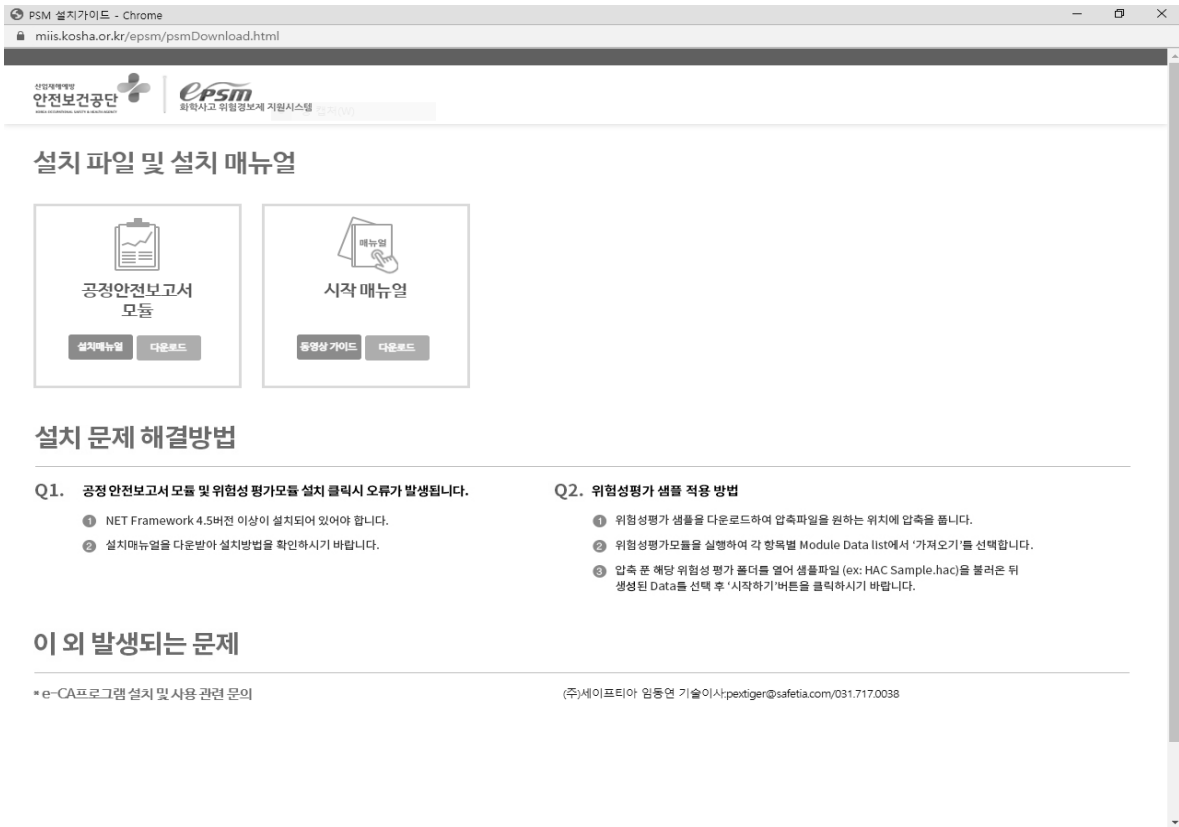 PSM 설치가이드 - Chrome
miis.kosha.or.kr/epsm/psmDownload.html
산업재해예방
안전보건공단
KOREA OCCUPATIONAL SAFETY & HEALTH AGENCY
epsm
화학사고 위험경보제 지원시스템
설치 파일 및 설치 매뉴얼
매뉴얼
공정안전보고서
모듈
시작 매뉴얼
설치매뉴얼 다운로드
동영상 가이드 다운로드
설치 문제 해결방법
Q1. 공정 안전보고서 모듈 및 위험성 평가모듈 설치 클릭시 오류가 발생됩니다.
1 NET Framework 4.5버전 이상이 설치되어 있어야 합니다.
2 설치매뉴얼을 다운받아 설치방법을 확인하시기 바랍니다.
Q2. 위험성평가 샘플 적용 방법
1 위험성평가 샘플을 다운로드하여 압축파일을 원하는 위치에 압축을 풉니다.
2 위험성평가모듈을 실행하여 각 항목별 Module Data list에서 ‘가져오기’를 선택합니다.
3 압축 푼 해당 위험성 평가 폴더를 열어 샘플파일 (ex: HAC Sample.hac)을 불러온 뒤
생성된 Data를 선택 후 ‘시작하기’버튼을 클릭하시기 바랍니다.
이 외 발생되는 문제
* e-CA프로그램 설치 및 사용 관련 문의
(주)세이프티아 임동연 기술이사:pextiger@safetia.com/031.717.0038